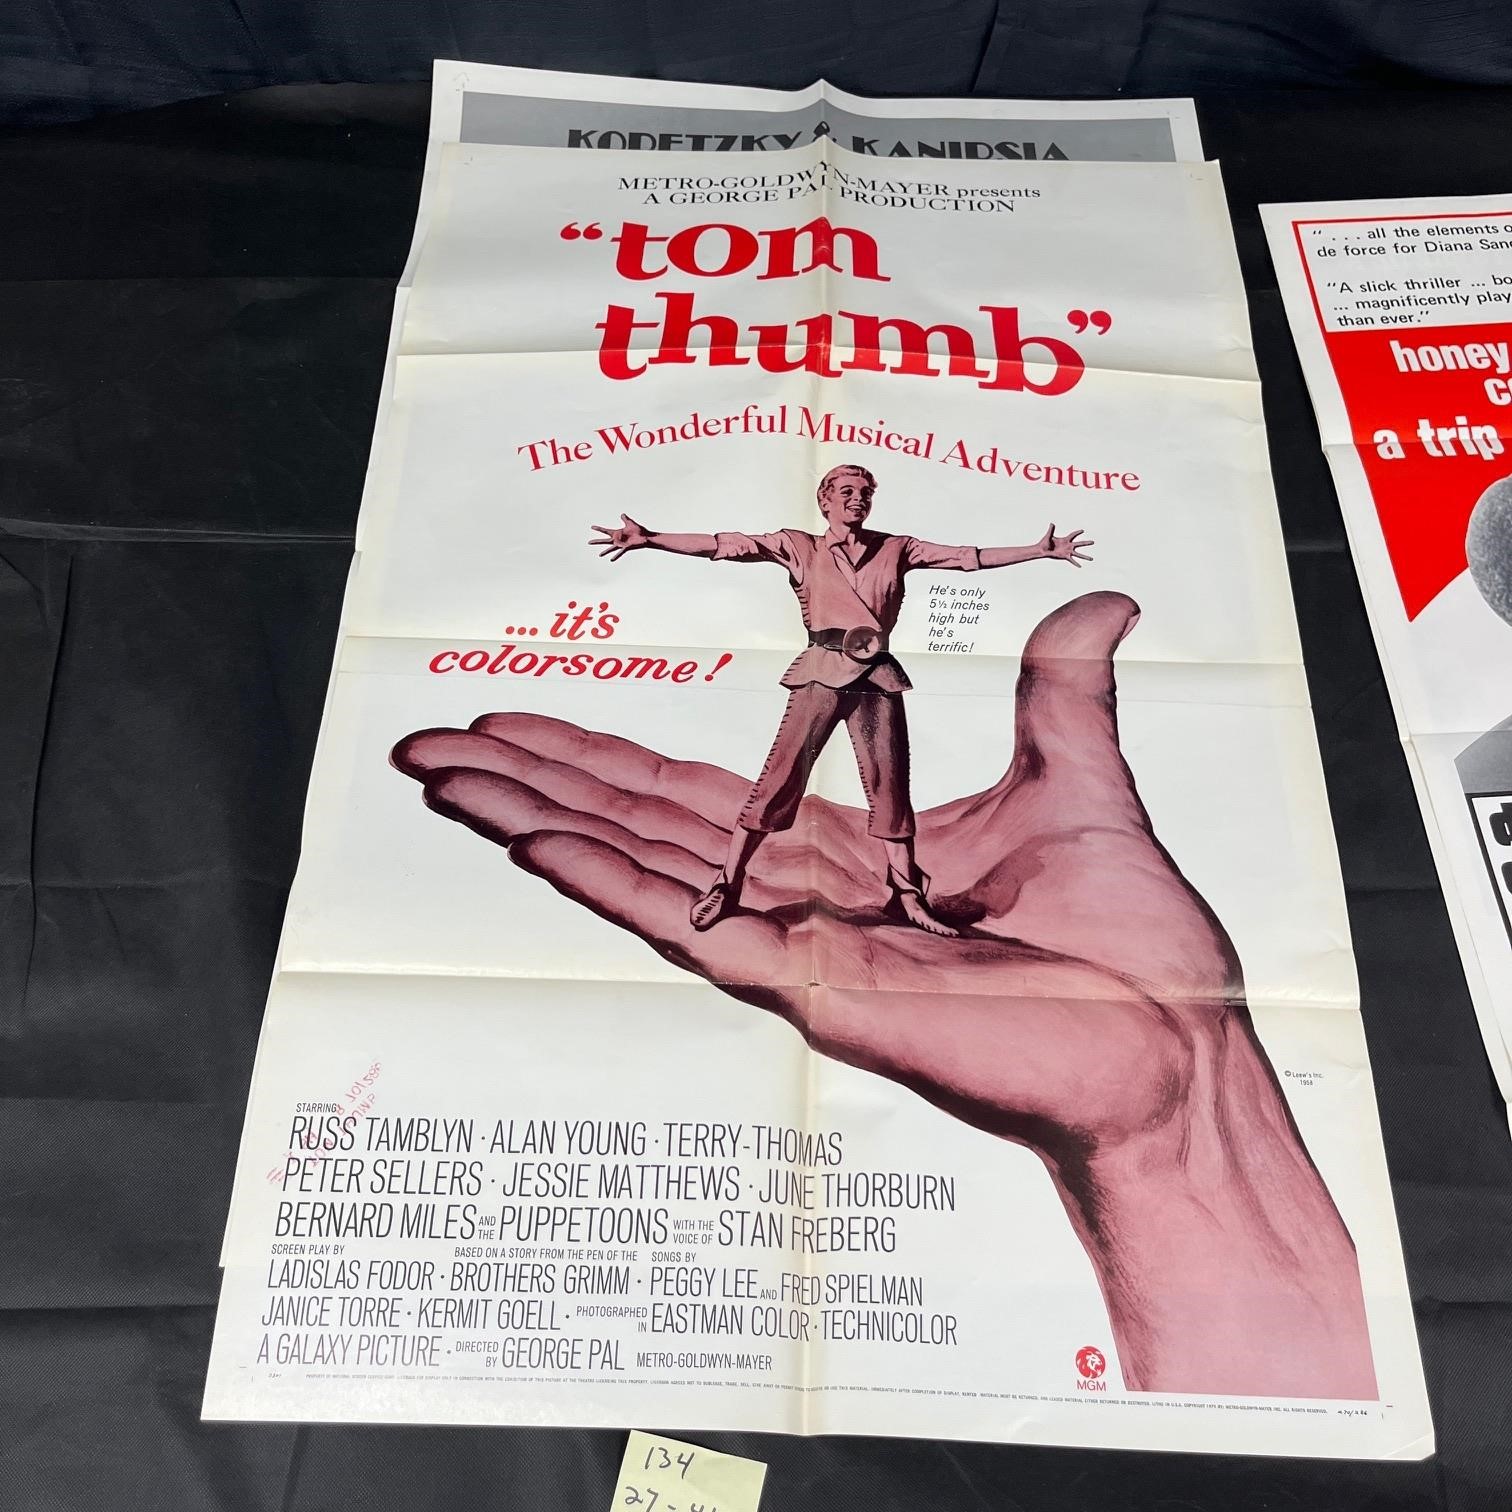 KOPETZKY & KANIPSIA
METRO-GOLDWYN-MAYER presents
A GEORGE PAL PRODUCTION
"tom
thumb"
The Wonderful Musical Adventure
He's only
5½ inches
high but
he's
terrific!
...it's
colorsome!
© Loew's Inc.
1958
STARRING
RUSS TAMBLYN · ALAN YOUNG · TERRY-THOMAS
PETER SELLERS · JESSIE MATTHEWS · JUNE THORBURN
BERNARD MILES AND THE PUPPETOONS WITH THE VOICE OF STAN FREBERG
SCREEN PLAY BY BASED ON A STORY FROM THE PEN OF THE SONGS BY
LADISLAS FODOR · BROTHERS GRIMM · PEGGY LEE AND FRED SPIELMAN
JANICE TORRE · KERMIT GOELL · PHOTOGRAPHED IN EASTMAN COLOR · TECHNICOLOR
A GALAXY PICTURE · DIRECTED BY GEORGE PAL METRO-GOLDWYN-MAYER
MGM
134
27 -
". . . all the elements
de force for Diana
"A slick thriller ...
... magnificently play
than ever."
honey
a trip